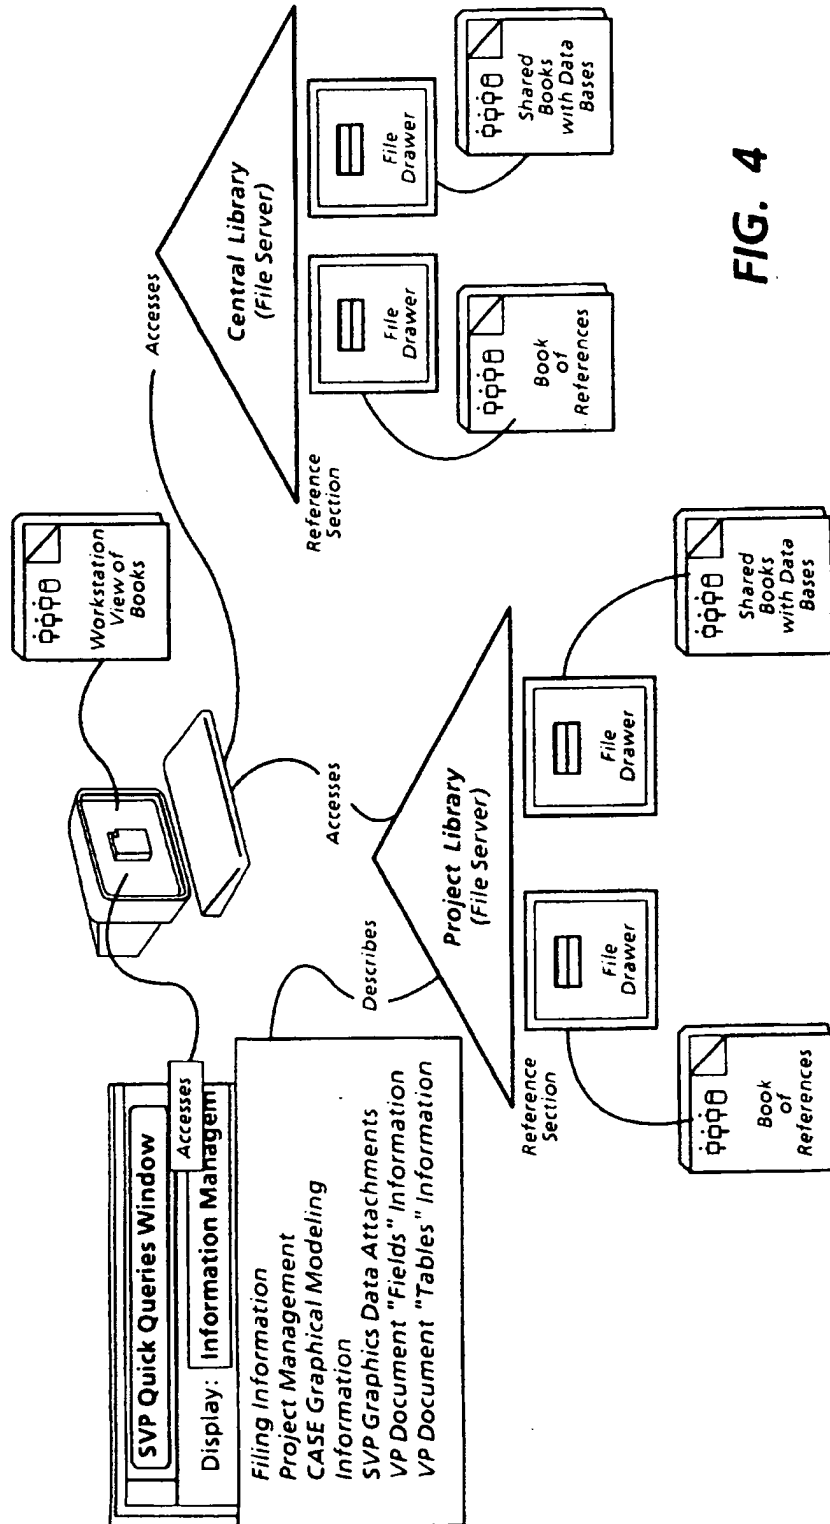 SVP Quick Queries Window
Display: Information Managem
Accesses
Filing Information
Project Management
CASE Graphical Modeling
Information
SVP Graphics Data Attachments
VP Document "Fields" Information
VP Document "Tables" Information
Describes
Accesses
Workstation
View of
Books
Accesses
Project Library
(File Server)
Reference
Section
File
Drawer
File
Drawer
Book
of
References
Shared
Books
with Data
Bases
Central Library
(File Server)
Reference
Section
File
Drawer
File
Drawer
Book
of
References
Shared
Books
with Data
Bases
FIG. 4